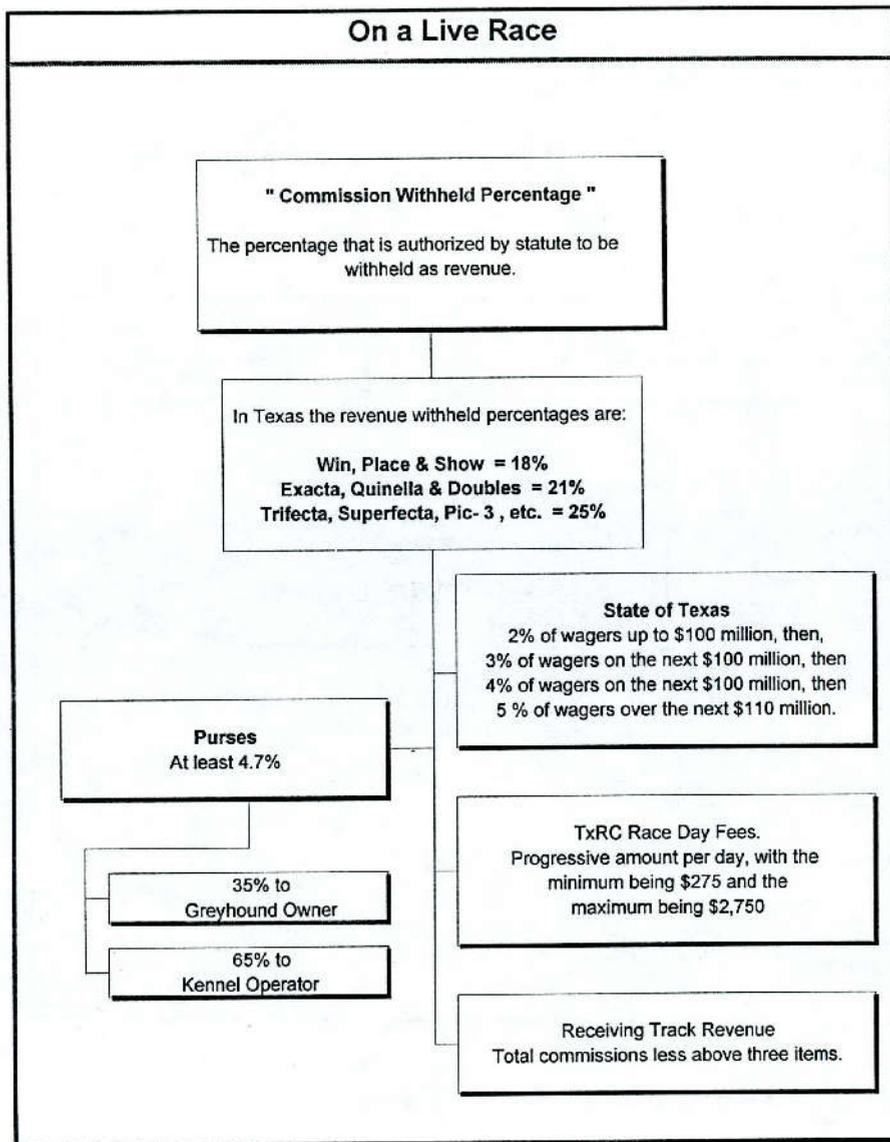 On a Live Race
" Commission Withheld Percentage "
The percentage that is authorized by statute to be
withheld as revenue.
In Texas the revenue withheld percentages are:
Win, Place & Show = 18%
Exacta, Quinella & Doubles = 21%
Trifecta, Superfecta, Pic- 3 , etc. = 25%
State of Texas
2% of wagers up to $100 million, then,
3% of wagers on the next $100 million, then
4% of wagers on the next $100 million, then
5 % of wagers over the next $110 million.
Purses
At least 4.7%
35% to
Greyhound Owner
65% to
Kennel Operator
TxRC Race Day Fees.
Progressive amount per day, with the
minimum being $275 and the
maximum being $2,750
Receiving Track Revenue
Total commissions less above three items.